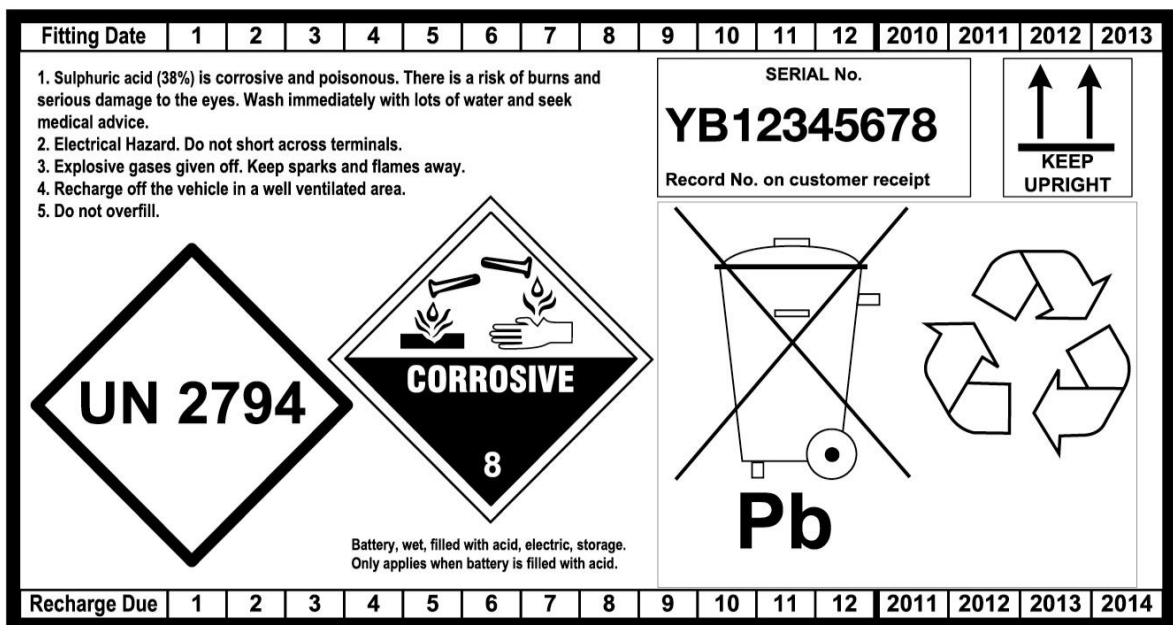 Fitting Date 1 2 3 4 5 6 7 8 9 10 11 12 2010 2011 2012 2013
1. Sulphuric acid (38%) is corrosive and poisonous. There is a risk of burns and
serious damage to the eyes. Wash immediately with lots of water and seek
medical advice.
2. Electrical Hazard. Do not short across terminals.
3. Explosive gases given off. Keep sparks and flames away.
4. Recharge off the vehicle in a well ventilated area.
5. Do not overfill.
SERIAL No.
YB12345678
Record No. on customer receipt
KEEP
UPRIGHT
UN 2794
CORROSIVE
8
Pb
Battery, wet, filled with acid, electric, storage.
Only applies when battery is filled with acid.
Recharge Due 1 2 3 4 5 6 7 8 9 10 11 12 2011 2012 2013 2014